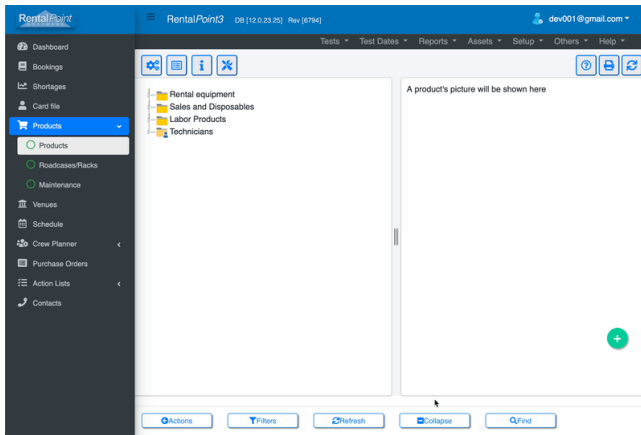 RentalPoint
SOFTWARE
RentalPoint3 DB [12.0.23.25] Rev [6794]
dev001@gmail.com
Tests Test Dates Reports Assets Setup Others Help
Dashboard
Bookings
Shortages
Card file
Products
Products
Roadcases/Racks
Maintenance
Venues
Schedule
Crew Planner
Purchase Orders
Action Lists
Contacts
Rental equipment
Sales and Disposables
Labor Products
Technicians
A product's picture will be shown here
Actions
Filters
Refresh
Collapse
Find